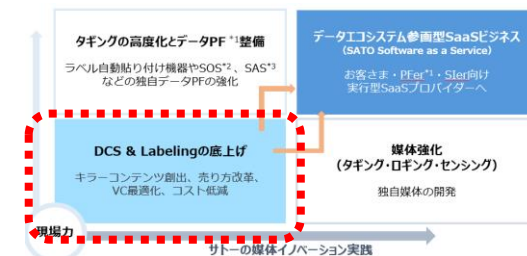 タギングの高度化とデータPF *1整備
ラベル自動貼り付け機器やSOS*2、SAS*3
などの独自データPFの強化
データエコシステム参画型SaaSビジネス
(SATO Software as a Service)
お客さま・PFer*1・SIer向け
実行型SaaSプロバイダーへ
DCS & Labelingの底上げ
キラーコンテンツ創出、売り方改革、
VC最適化、コスト低減
媒体強化
(タギング・ロギング・センシング)
独自媒体の開発
現場力
サトーの媒体イノベーション実践